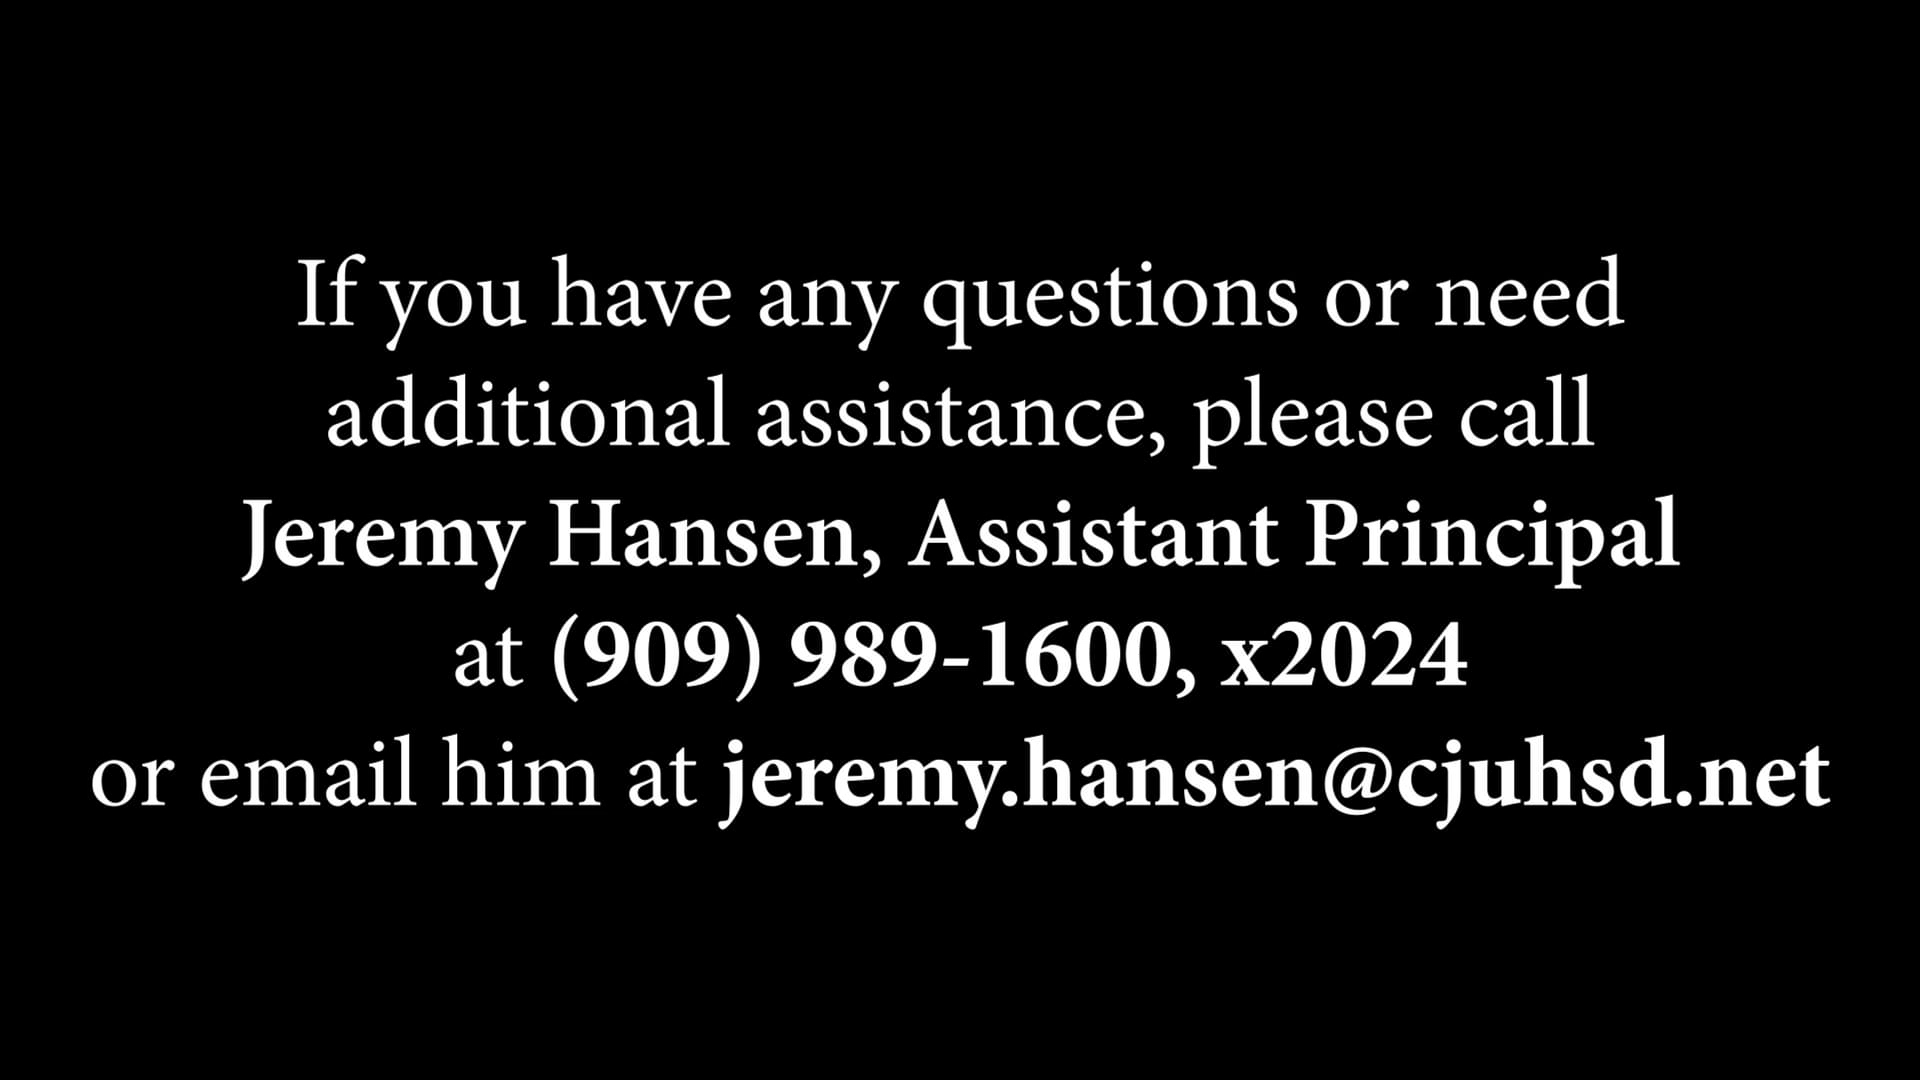 If you have any questions or need
additional assistance, please call
Jeremy Hansen, Assistant Principal
at (909) 989-1600, x2024
or email him at jeremy.hansen@cjuhsd.net